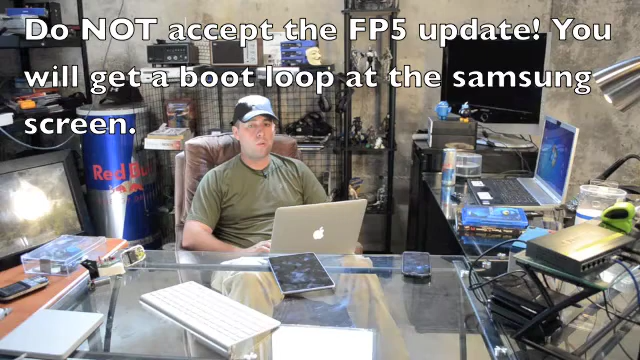 Do NOT accept the FP5 update! You
will get a boot loop at the samsung
screen.
Red Bull